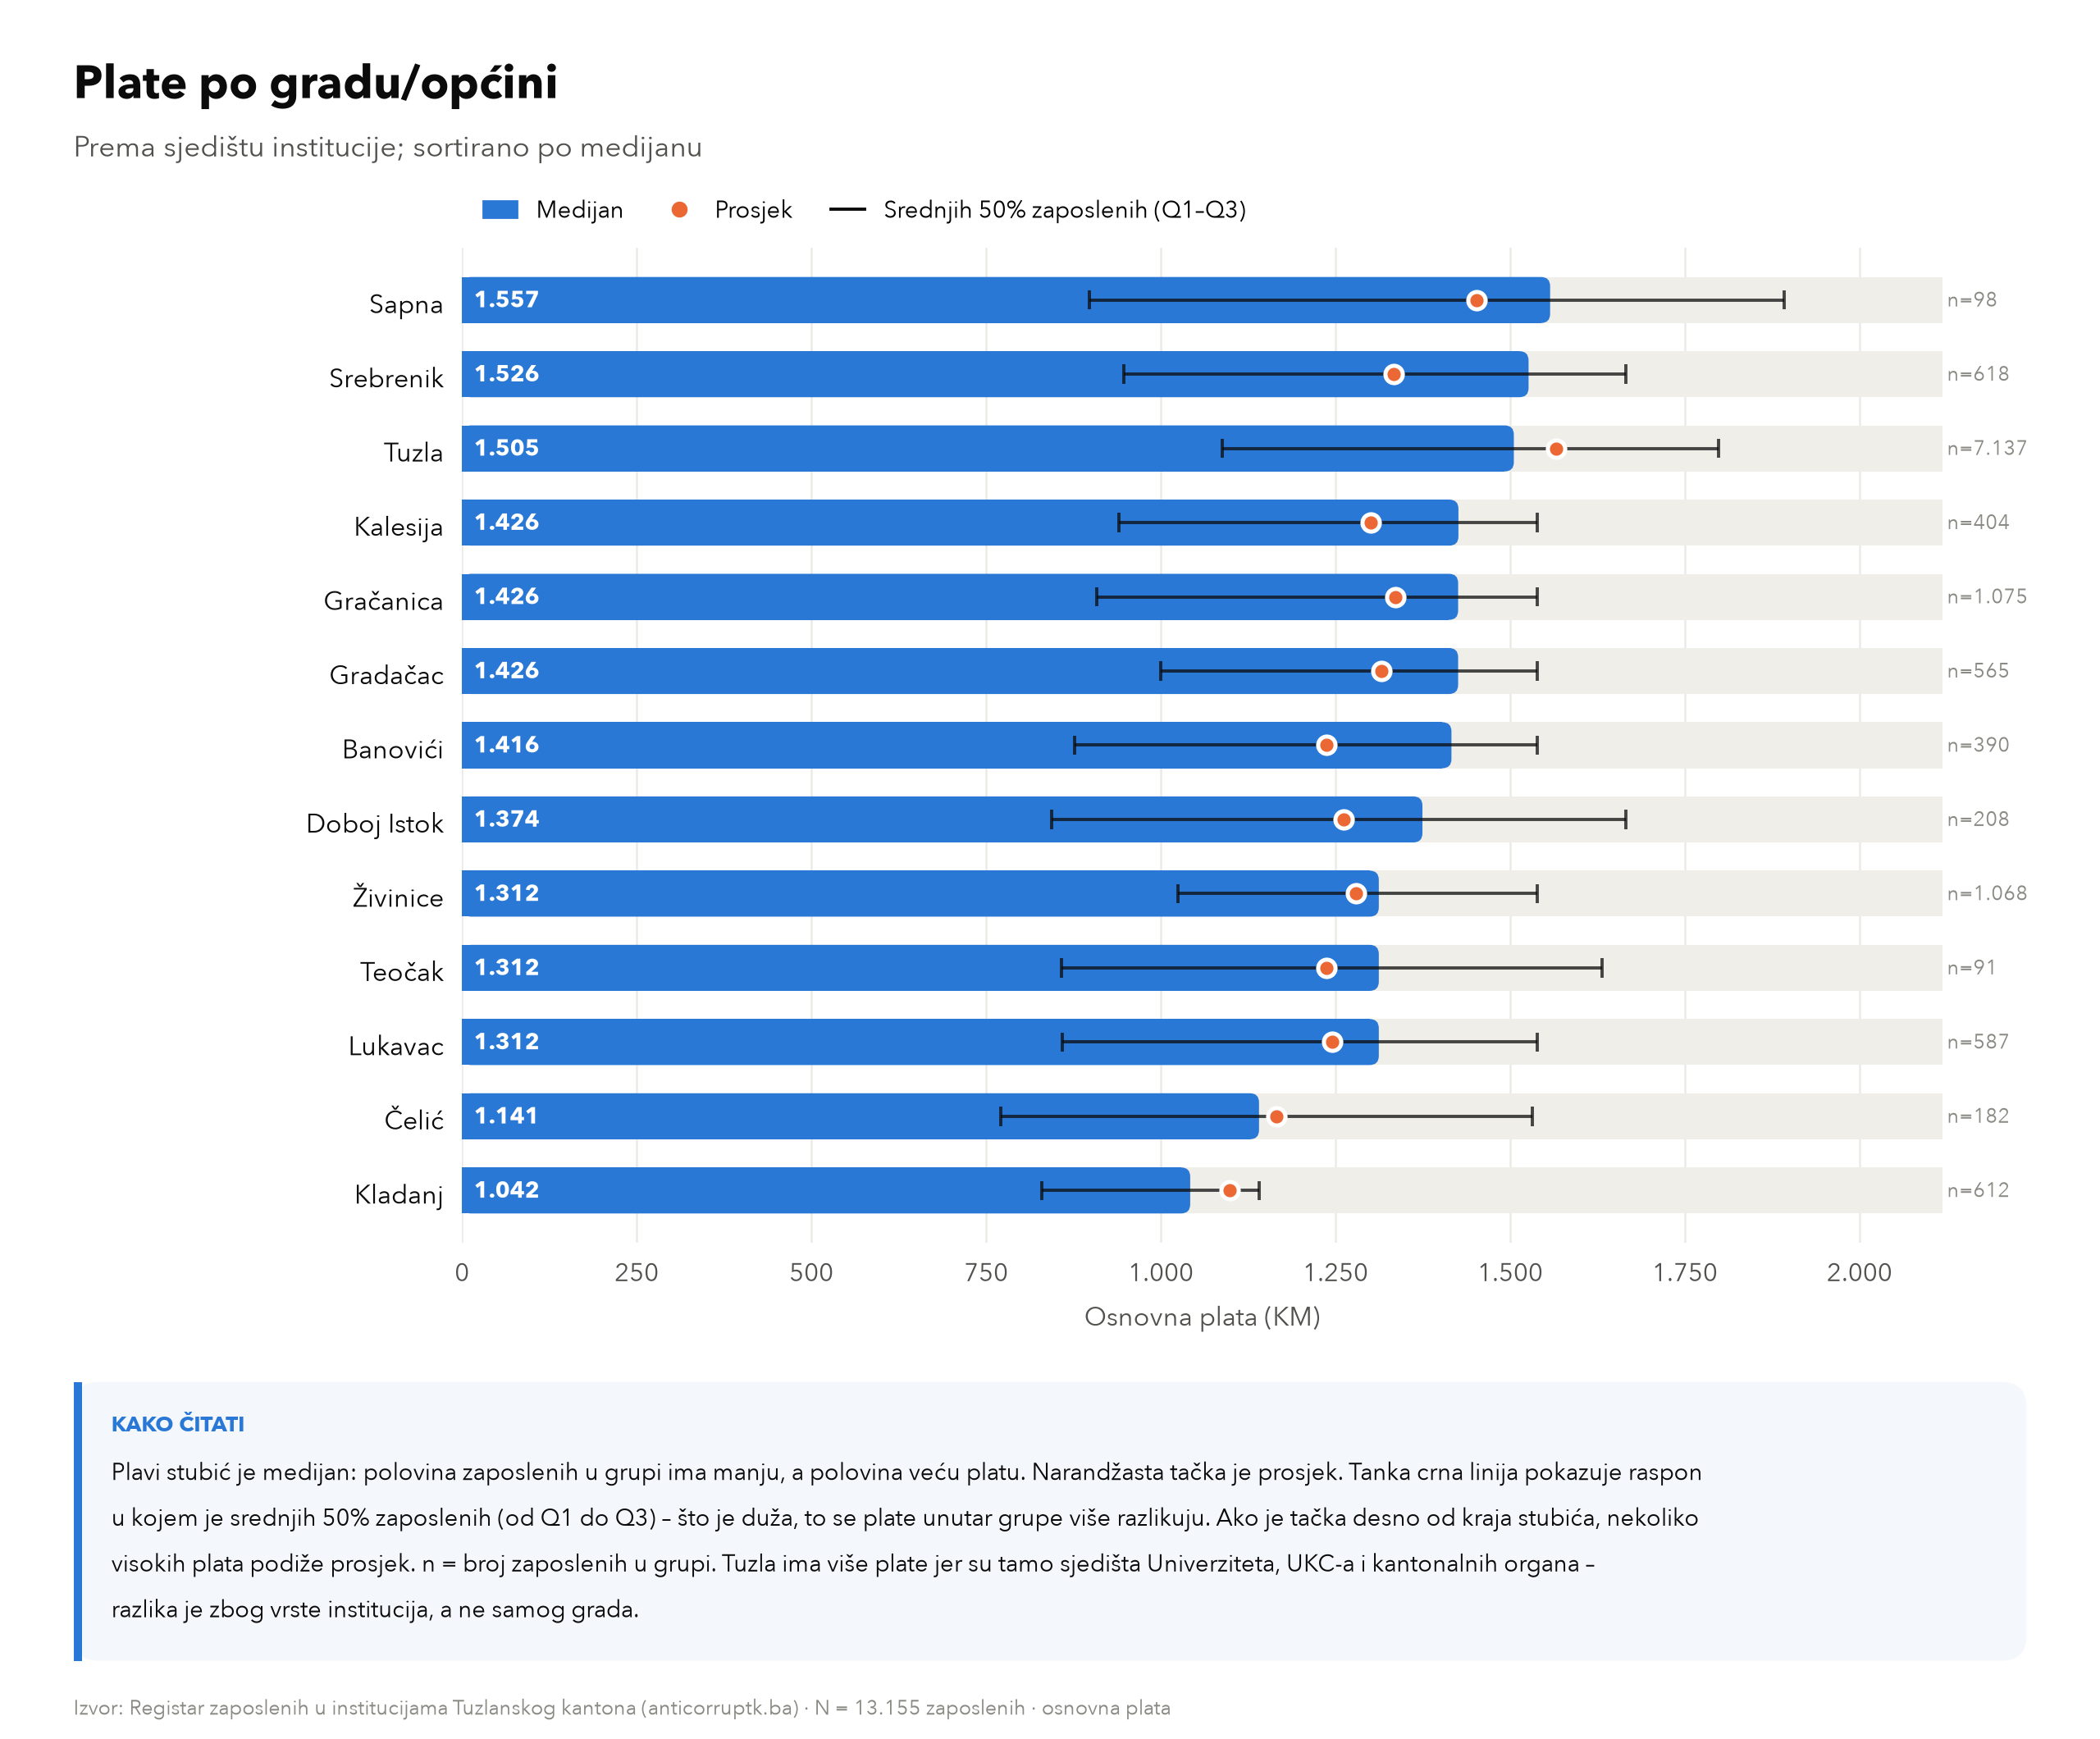 Plate po gradu/općini
Prema sjedištu institucije; sortirano po medijanu
Medijan Prosjek Srednjih 50% zaposlenih (Q1–Q3)
Sapna 1.557 n=98
Srebrenik 1.526 n=618
Tuzla 1.505 n=7.137
Kalesija 1.426 n=404
Gračanica 1.426 n=1.075
Gradačac 1.426 n=565
Banovići 1.416 n=390
Doboj Istok 1.374 n=208
Živinice 1.312 n=1.068
Teočak 1.312 n=91
Lukavac 1.312 n=587
Čelić 1.141 n=182
Kladanj 1.042 n=612
0 250 500 750 1.000 1.250 1.500 1.750 2.000
Osnovna plata (KM)
KAKO ČITATI
Plavi stubić je medijan: polovina zaposlenih u grupi ima manju, a polovina veću platu. Narandžasta tačka je prosjek. Tanka crna linija pokazuje raspon
u kojem je srednjih 50% zaposlenih (od Q1 do Q3) – što je duža, to se plate unutar grupe više razlikuju. Ako je tačka desno od kraja stubića, nekoliko
visokih plata podiže prosjek. n = broj zaposlenih u grupi. Tuzla ima više plate jer su tamo sjedišta Univerziteta, UKC-a i kantonalnih organa –
razlika je zbog vrste institucija, a ne samog grada.
Izvor: Registar zaposlenih u institucijama Tuzlanskog kantona (anticorruptk.ba) · N = 13.155 zaposlenih · osnovna plata